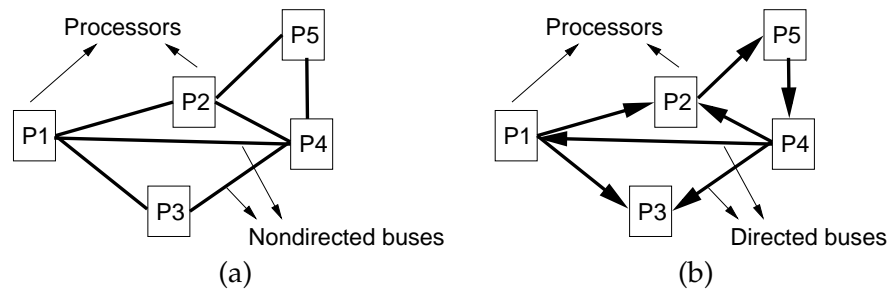 Processors
P5
P2
P1
P4
P3
Nondirected buses
(a)
Processors
P5
P2
P1
P4
P3
Directed buses
(b)